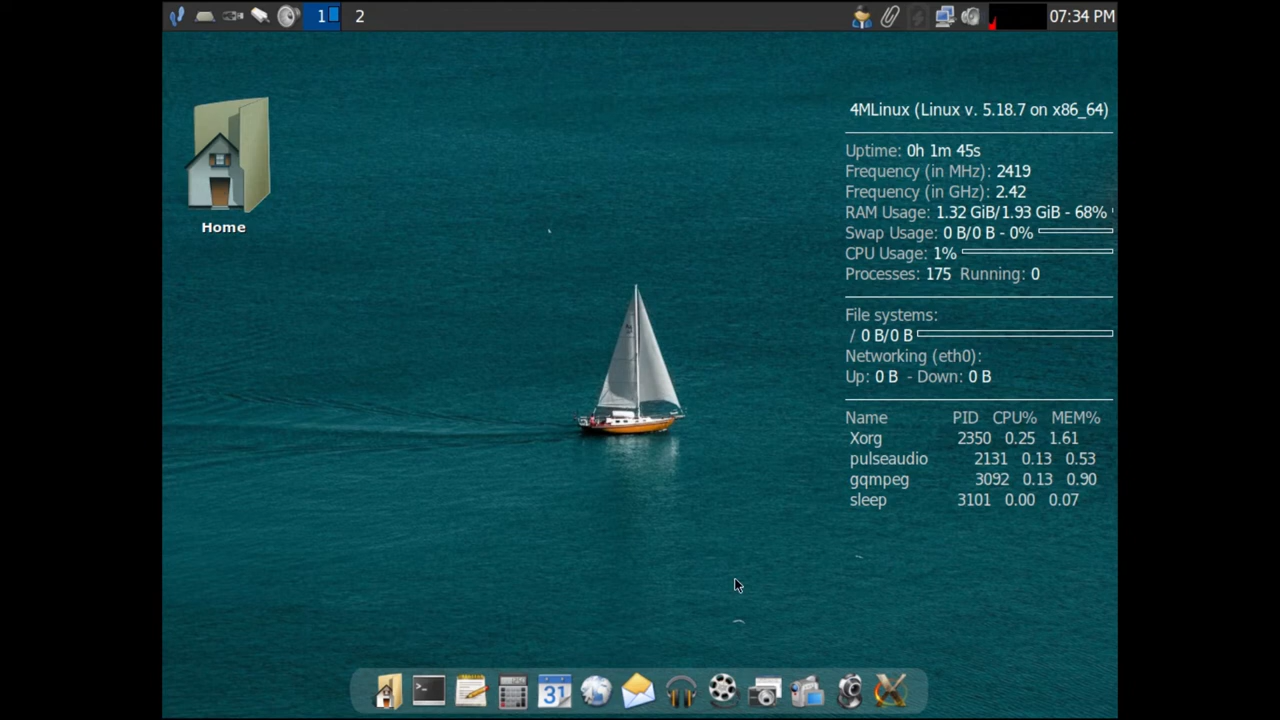 1 2 07:34 PM
Home
4MLinux (Linux v. 5.18.7 on x86_64)
Uptime: 0h 1m 45s
Frequency (in MHz): 2419
Frequency (in GHz): 2.42
RAM Usage: 1.32 GiB/1.93 GiB - 68%
Swap Usage: 0 B/0 B - 0%
CPU Usage: 1%
Processes: 175 Running: 0
File systems:
/ 0 B/0 B
Networking (eth0):
Up: 0 B - Down: 0 B
Name PID CPU% MEM%
Xorg 2350 0.25 1.61
pulseaudio 2131 0.13 0.53
gqmpeg 3092 0.13 0.90
sleep 3101 0.00 0.07
>_
31